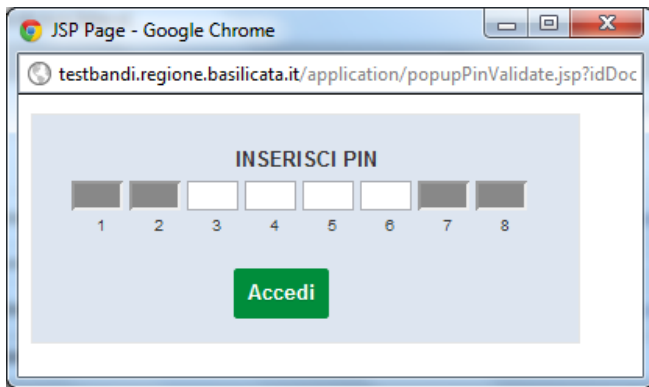 JSP Page - Google Chrome
testbandi.regione.basilicata.it/application/popupPinValidate.jsp?idDoc
INSERISCI PIN
1 2 3 4 5 6 7 8
Accedi